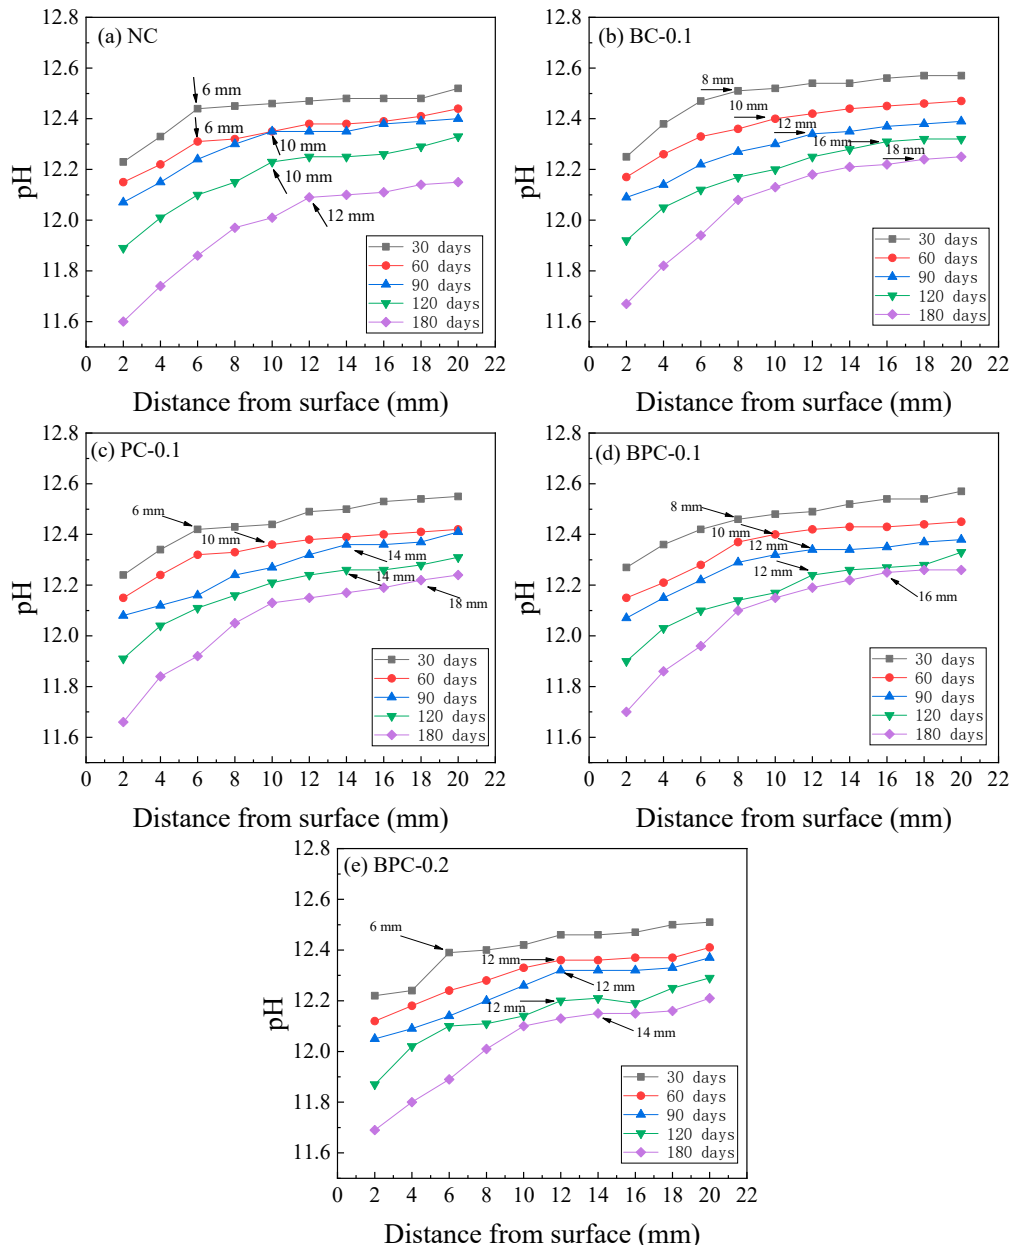 (a) NC
pH
12.8
12.6
12.4
12.2
12.0
11.8
11.6
6 mm
6 mm
10 mm
10 mm
12 mm
30 days
60 days
90 days
120 days
180 days
0 2 4 6 8 10 12 14 16 18 20 22
Distance from surface (mm)
(b) BC-0.1
pH
12.8
12.6
12.4
12.2
12.0
11.8
11.6
8 mm
10 mm
12 mm
16 mm
18 mm
30 days
60 days
90 days
120 days
180 days
0 2 4 6 8 10 12 14 16 18 20 22
Distance from surface (mm)
(c) PC-0.1
pH
12.8
12.6
12.4
12.2
12.0
11.8
11.6
6 mm
10 mm
14 mm
14 mm
18 mm
30 days
60 days
90 days
120 days
180 days
0 2 4 6 8 10 12 14 16 18 20 22
Distance from surface (mm)
(d) BPC-0.1
pH
12.8
12.6
12.4
12.2
12.0
11.8
11.6
8 mm
10 mm
12 mm
12 mm
16 mm
30 days
60 days
90 days
120 days
180 days
0 2 4 6 8 10 12 14 16 18 20 22
Distance from surface (mm)
(e) BPC-0.2
pH
12.8
12.6
12.4
12.2
12.0
11.8
11.6
6 mm
12 mm
12 mm
12 mm
14 mm
30 days
60 days
90 days
120 days
180 days
0 2 4 6 8 10 12 14 16 18 20 22
Distance from surface (mm)